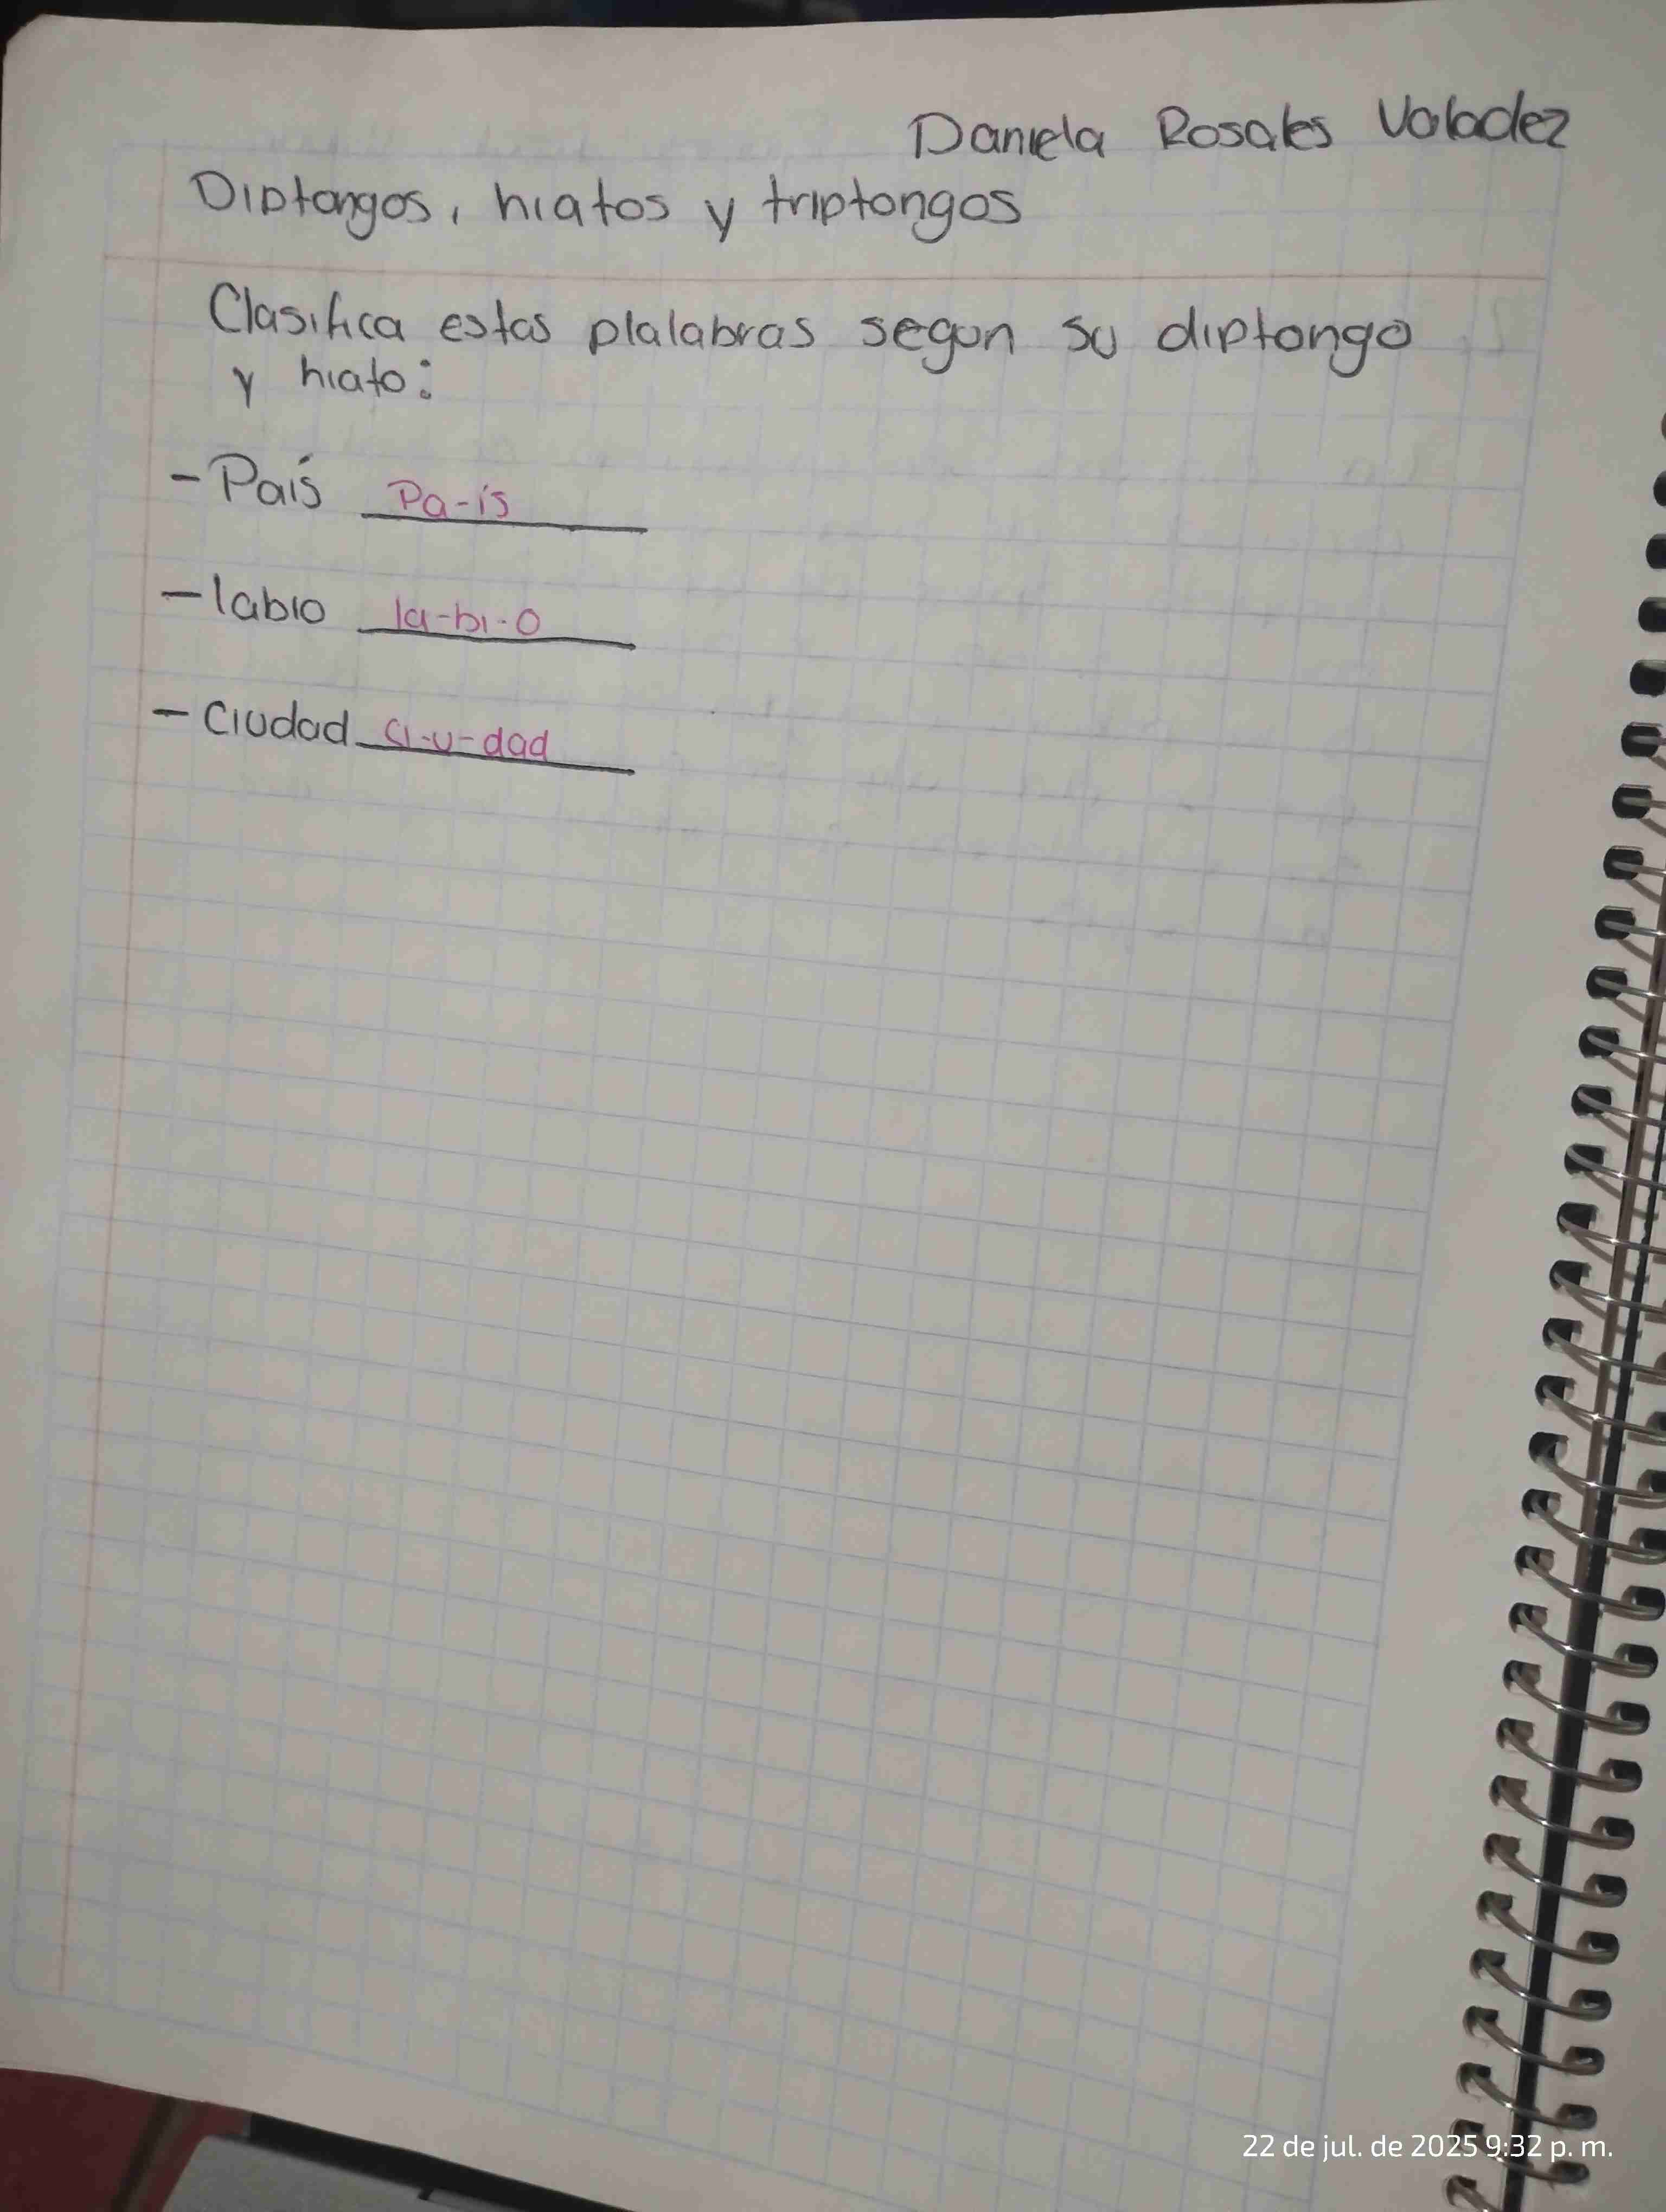 Daniela Rosales Valadez
Diptongos, hiatos y triptongos
Clasifica estas plalabras segun su diptongo
y hiato:
- País Pa-ís
- labio la-bi-o
- Ciudad Ci-u-dad
22 de jul. de 2025 9:32 p. m.